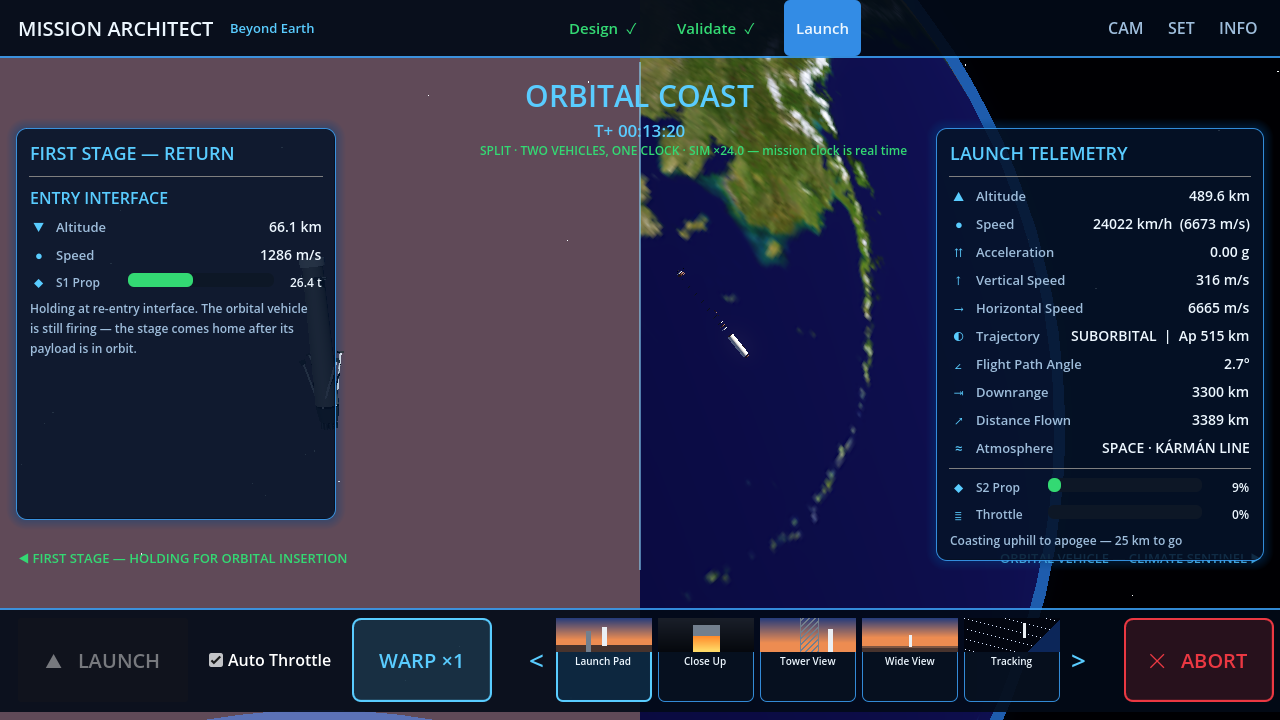 MISSION ARCHITECT Beyond Earth Design ✓ Validate ✓ Launch CAM SET INFO
ORBITAL COAST
T+ 00:13:20
SPLIT · TWO VEHICLES, ONE CLOCK · SIM ×24.0 — mission clock is real time
FIRST STAGE — RETURN
ENTRY INTERFACE
Altitude 66.1 km
Speed 1286 m/s
S1 Prop 26.4 t
Holding at re-entry interface. The orbital vehicle
is still firing — the stage comes home after its
payload is in orbit.
◀ FIRST STAGE — HOLDING FOR ORBITAL INSERTION
LAUNCH TELEMETRY
Altitude 489.6 km
Speed 24022 km/h (6673 m/s)
Acceleration 0.00 g
Vertical Speed 316 m/s
Horizontal Speed 6665 m/s
Trajectory SUBORBITAL | Ap 515 km
Flight Path Angle 2.7°
Downrange 3300 km
Distance Flown 3389 km
Atmosphere SPACE · KÁRMÁN LINE
S2 Prop 9%
Throttle 0%
Coasting uphill to apogee — 25 km to go
ORBITAL VEHICLE — CLIMATE SENTINEL ▶
▲ LAUNCH
Auto Throttle
WARP ×1
<
Launch Pad
Close Up
Tower View
Wide View
Tracking
>
ABORT